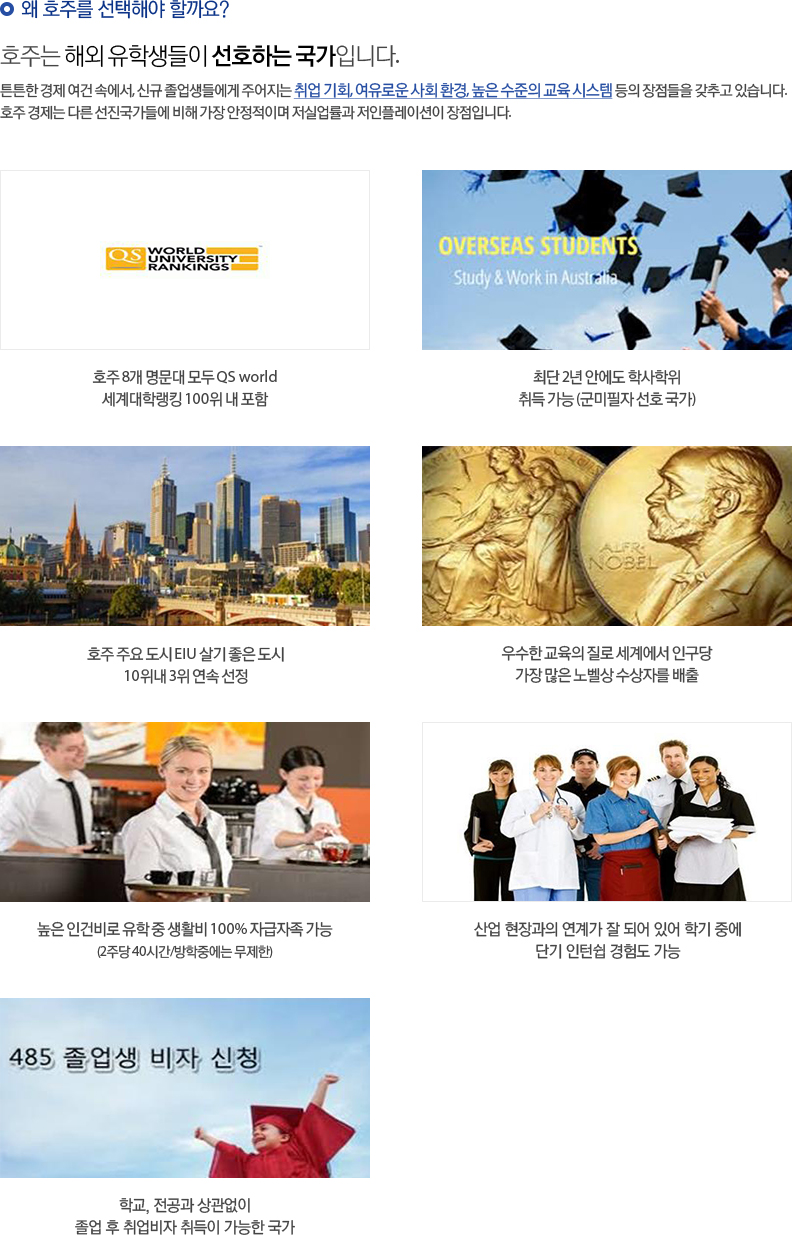 왜 호주를 선택해야 할까요?
호주는 해외 유학생들이 선호하는 국가입니다.
튼튼한 경제 여건 속에서, 신규 졸업생들에게 주어지는 취업 기회, 여유로운 사회 환경, 높은 수준의 교육 시스템 등의 장점들을 갖추고 있습니다.
호주 경제는 다른 선진국가들에 비해 가장 안정적이며 저실업률과 저인플레이션이 장점입니다.
QS WORLD
UNIVERSITY
RANKINGS
OVERSEAS STUDENTS
Study & Work in Australia
호주 8개 명문대 모두 QS world
세계대학랭킹 100위 내 포함
최단 2년 안에도 학사학위
취득 가능 (군미필자 선호 국가)
ALFR.
NOBEL
호주 주요 도시 EIU 살기 좋은 도시
10위내 3위 연속 선정
우수한 교육의 질로 세계에서 인구당
가장 많은 노벨상 수상자를 배출
높은 인건비로 유학 중 생활비 100% 자급자족 가능
(2주당 40시간/방학중에는 무제한)
산업 현장과의 연계가 잘 되어 있어 학기 중에
단기 인턴쉽 경험도 가능
485 졸업생 비자 신청
학교, 전공과 상관없이
졸업 후 취업비자 취득이 가능한 국가